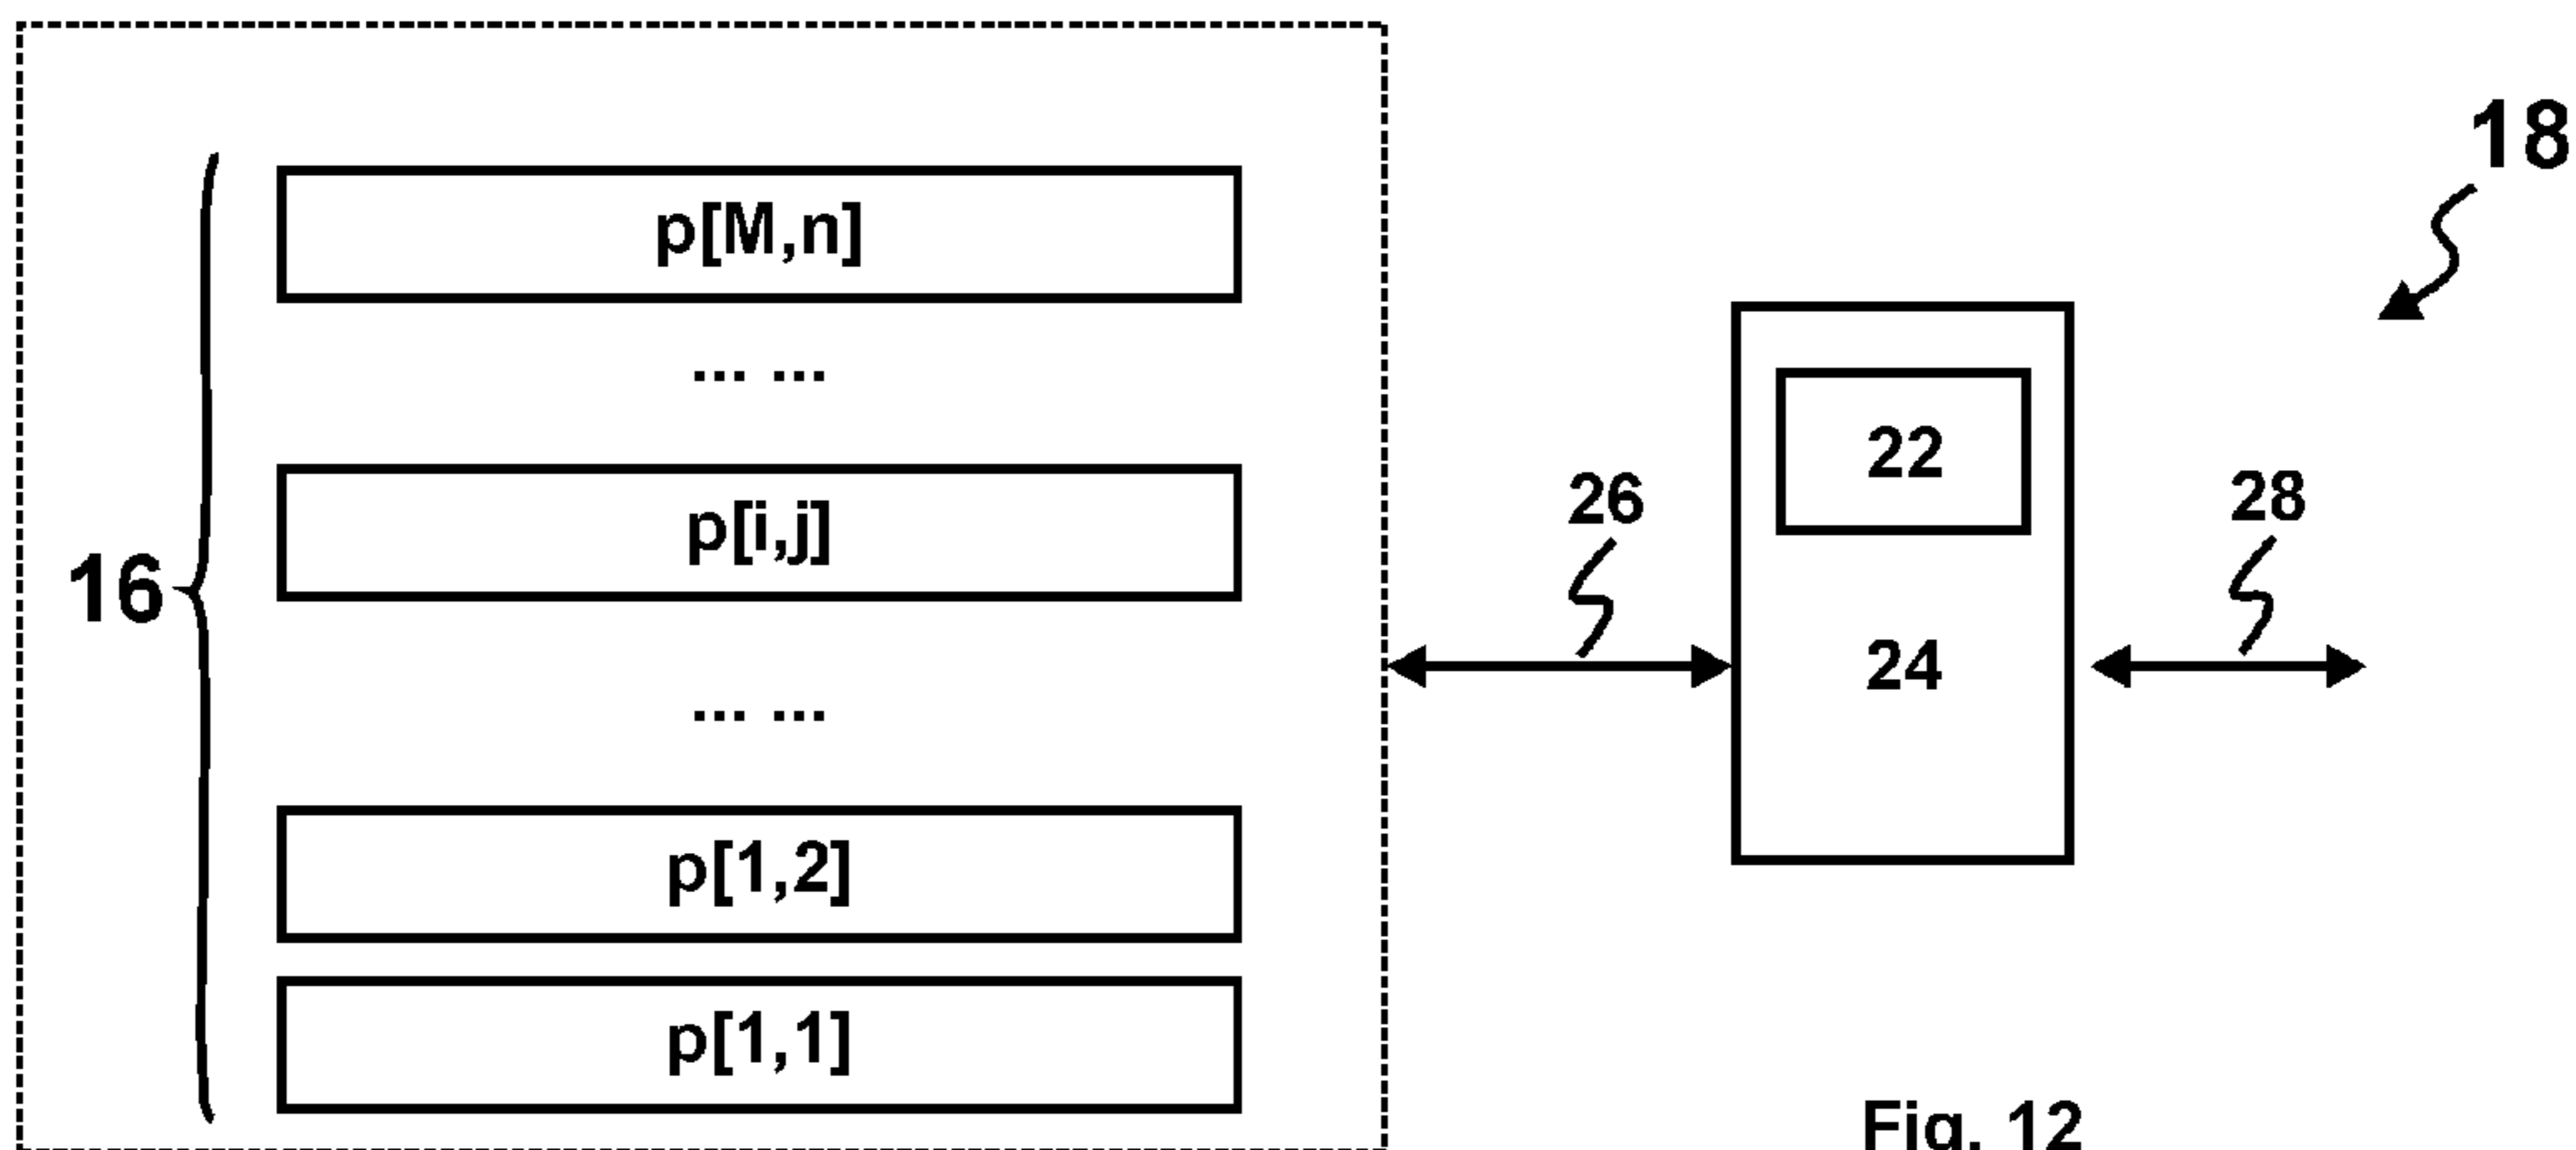 18
p[M,n]
... ...
22
p[i,j]
26
28
16
24
... ...
p[1,2]
p[1,1]
Fig. 12